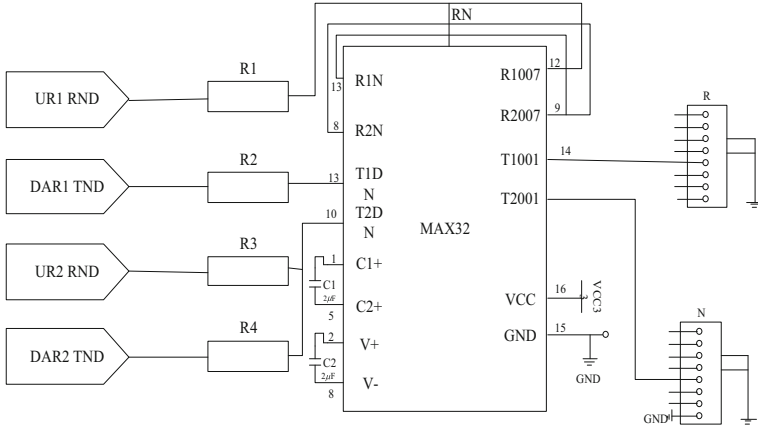 RN
R1
UR1 RND
R1N
13
R1007
12
R
R2N
8
R2007
9
R2
DAR1 TND
13
T1D
N
T1001
14
10
T2D
N
T2001
MAX32
R3
UR2 RND
1
C1+
C1
2μF
5
C2+
VCC
16
VCC3
3
R4
DAR2 TND
2
V+
GND
15
GND
C2
2μF
8
V-
N
GND